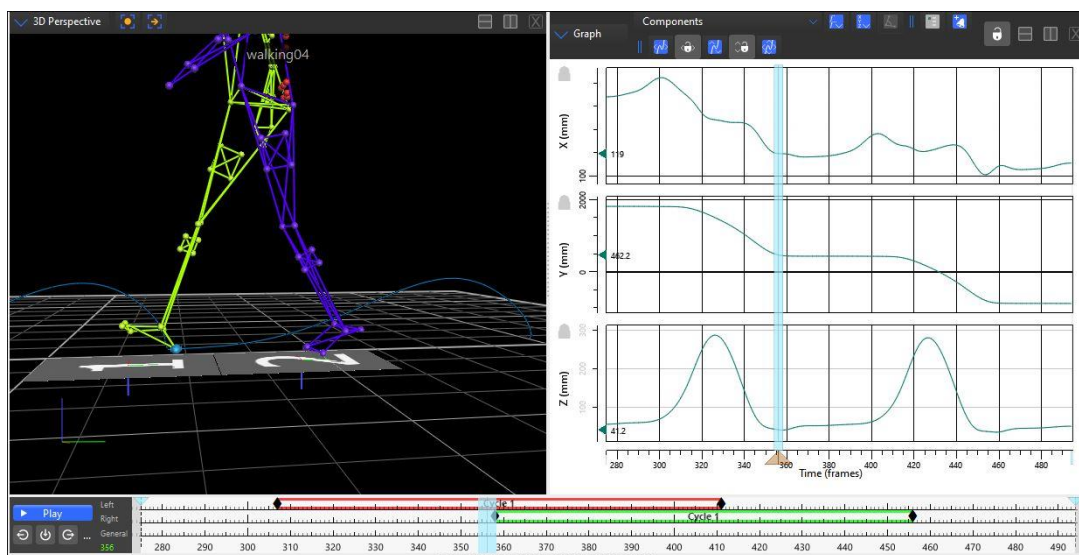 3D Perspective
walking04
1
2
Graph
Components
X (mm)
119
100
Y (mm)
2000
462.2
0
Z (mm)
300
200
100
41.2
280 300 320 340 360 380 400 420 440 460 480
Time (frames)
Play
Left
Right
General
356
...
Cycle 1
Cycle 1
280 290 300 310 320 330 340 350 360 370 380 390 400 410 420 430 440 450 460 470 480 490